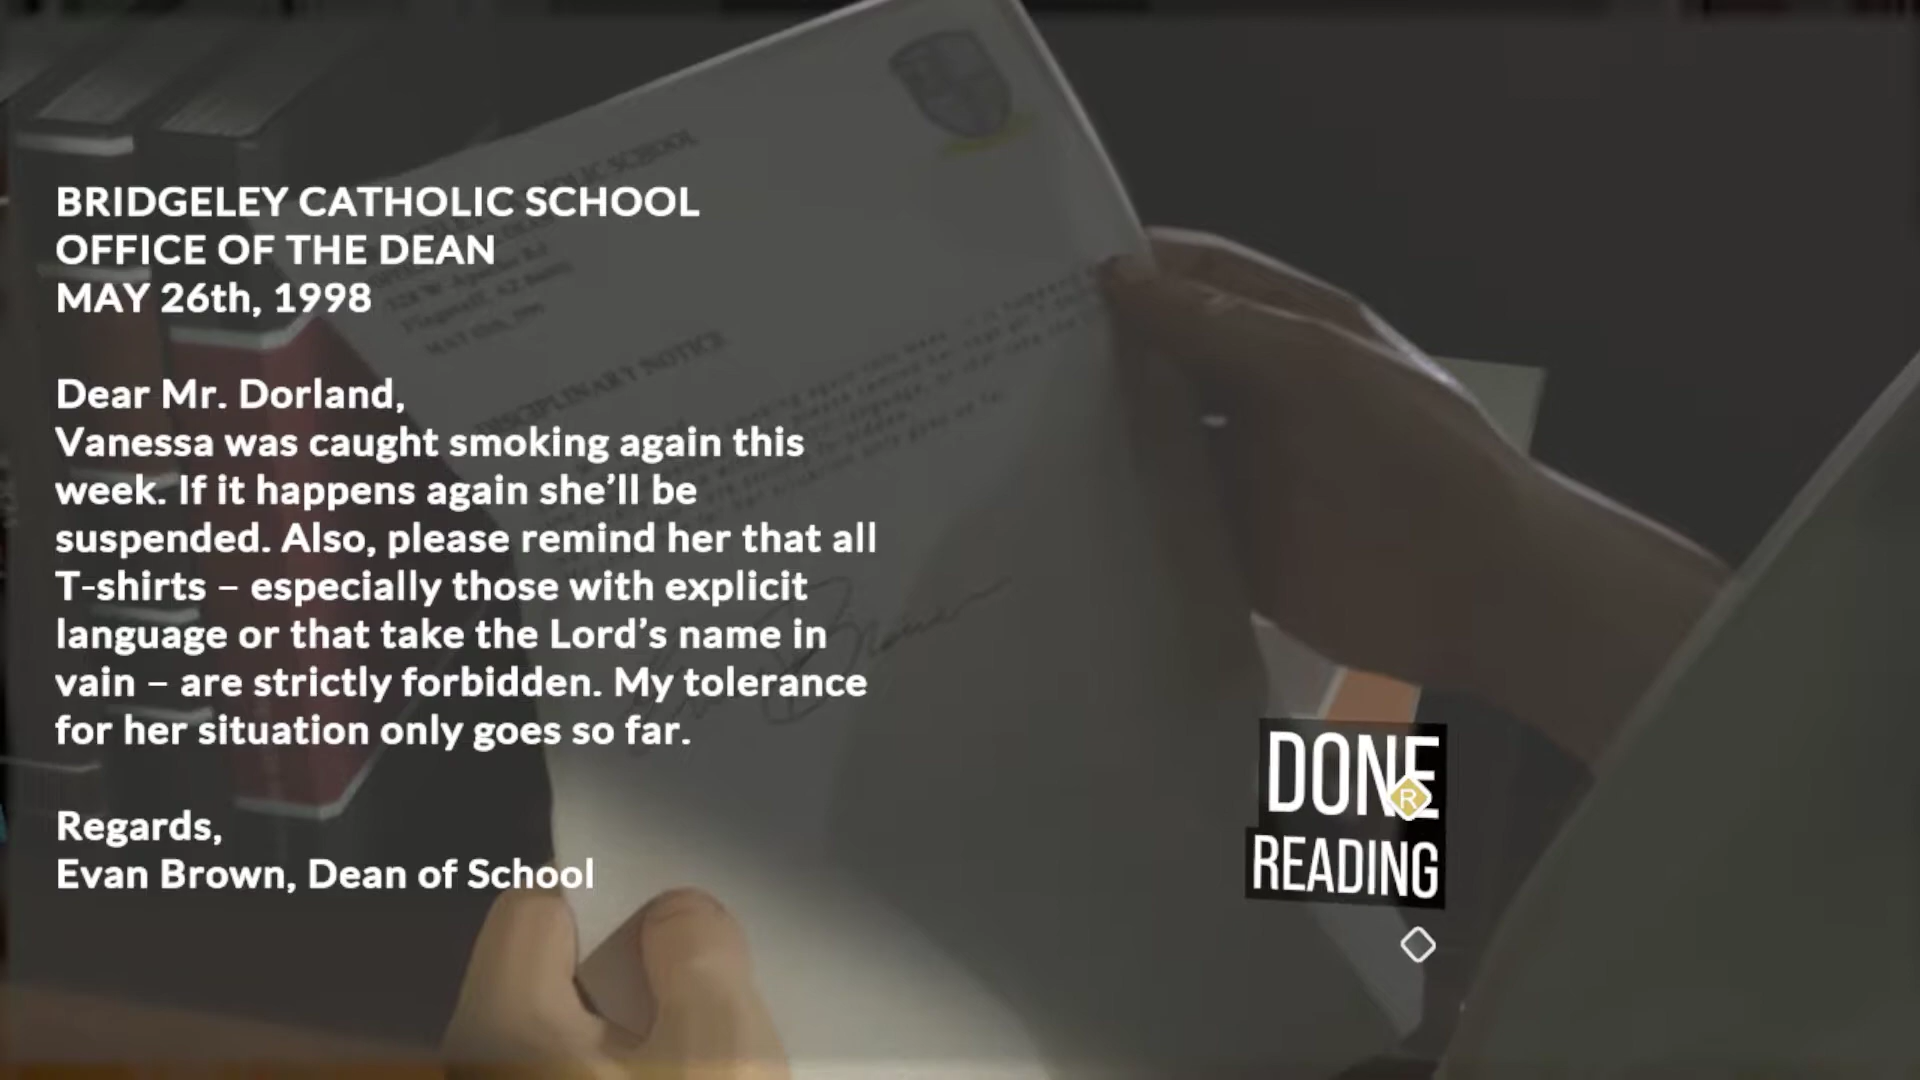 BRIDGELEY CATHOLIC SCHOOL
OFFICE OF THE DEAN
MAY 26th, 1998
Dear Mr. Dorland,
Vanessa was caught smoking again this
week. If it happens again she’ll be
suspended. Also, please remind her that all
T-shirts – especially those with explicit
language or that take the Lord’s name in
vain – are strictly forbidden. My tolerance
for her situation only goes so far.
Regards,
Evan Brown, Dean of School
DISCIPLINARY NOTICE
DONE
R
READING